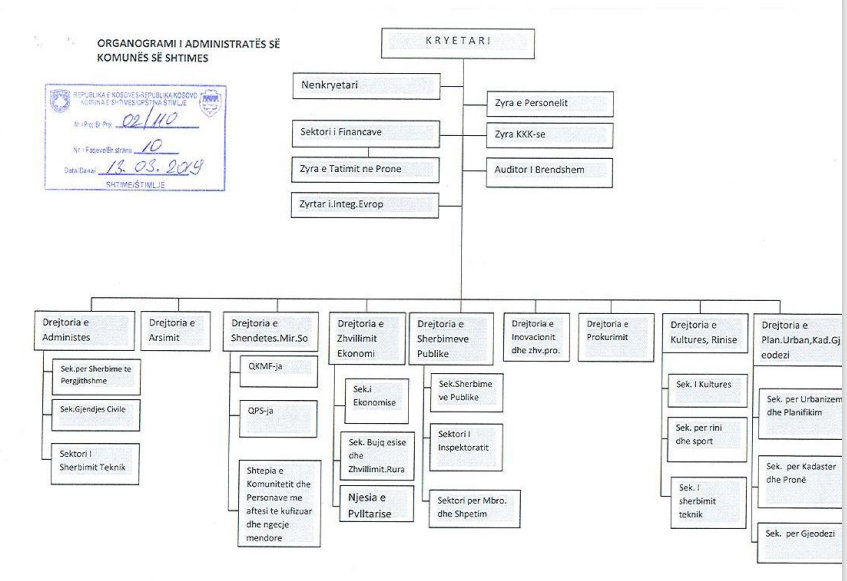 ORGANOGRAMI I ADMINISTRATËS SË
KOMUNËS SË SHTIMES
KRYETARI
REPUBLIKA E KOSOVËS-REPUBLIKA KOSOVO
KOMUNA E SHTIMES/OPŠTINA ŠTIMLJE
02/110
10
Data/Datai 13.03.2019
SHTIME/ŠTIMLJE
Nenkryetari
Zyra e Personelit
Sektori i Financave
Zyra KKK-se
Zyra e Tatimit ne Prone
Auditor I Brendshem
Zyrtar i.Integ.Evrop
Drejtoria e
Administes
Sek.per Sherbime te
Pergjithshme
Sek.Gjendjes Civile
Sektori I
Sherbimit Teknik
Drejtoria e
Arsimit
Drejtoria e
Shendetes.Mir.So
QKMF-ja
QPS-ja
Shtepia e
Komunitetit dhe
Personave me
aftesi te kufizuar
dhe ngecje
mendore
Drejtoria e
Zhvillimit
Ekonomi
Sek.i
Ekonomise
Sek. Bujq esise
dhe
Zhvillimit.Rura
Njesia e
Pylltarise
Drejtoria e
Sherbimeve
Publike
Sek.Sherbime
ve Publike
Sektori I
Inspektoratit
Sektori per Mbro.
dhe Shpetim
Drejtoria e
Inovacionit
dhe zhv.pro.
Drejtoria e
Prokurimit
Drejtoria e
Kultures, Rinise
Sek. I Kultures
Sek. per rini
dhe sport
Sek. I
sherbimit
teknik
Drejtoria e
Plan.Urban,Kad.Gj
eodezi
Sek. per Urbanizem
dhe Planifikim
Sek. per Kadaster
dhe Pronë
Sek. per Gjeodezi